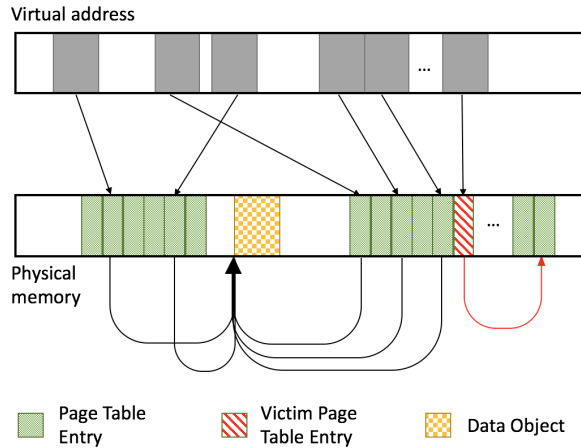 Virtual address
...
...
Physical
memory
Page Table
Entry
Victim Page
Table Entry
Data Object